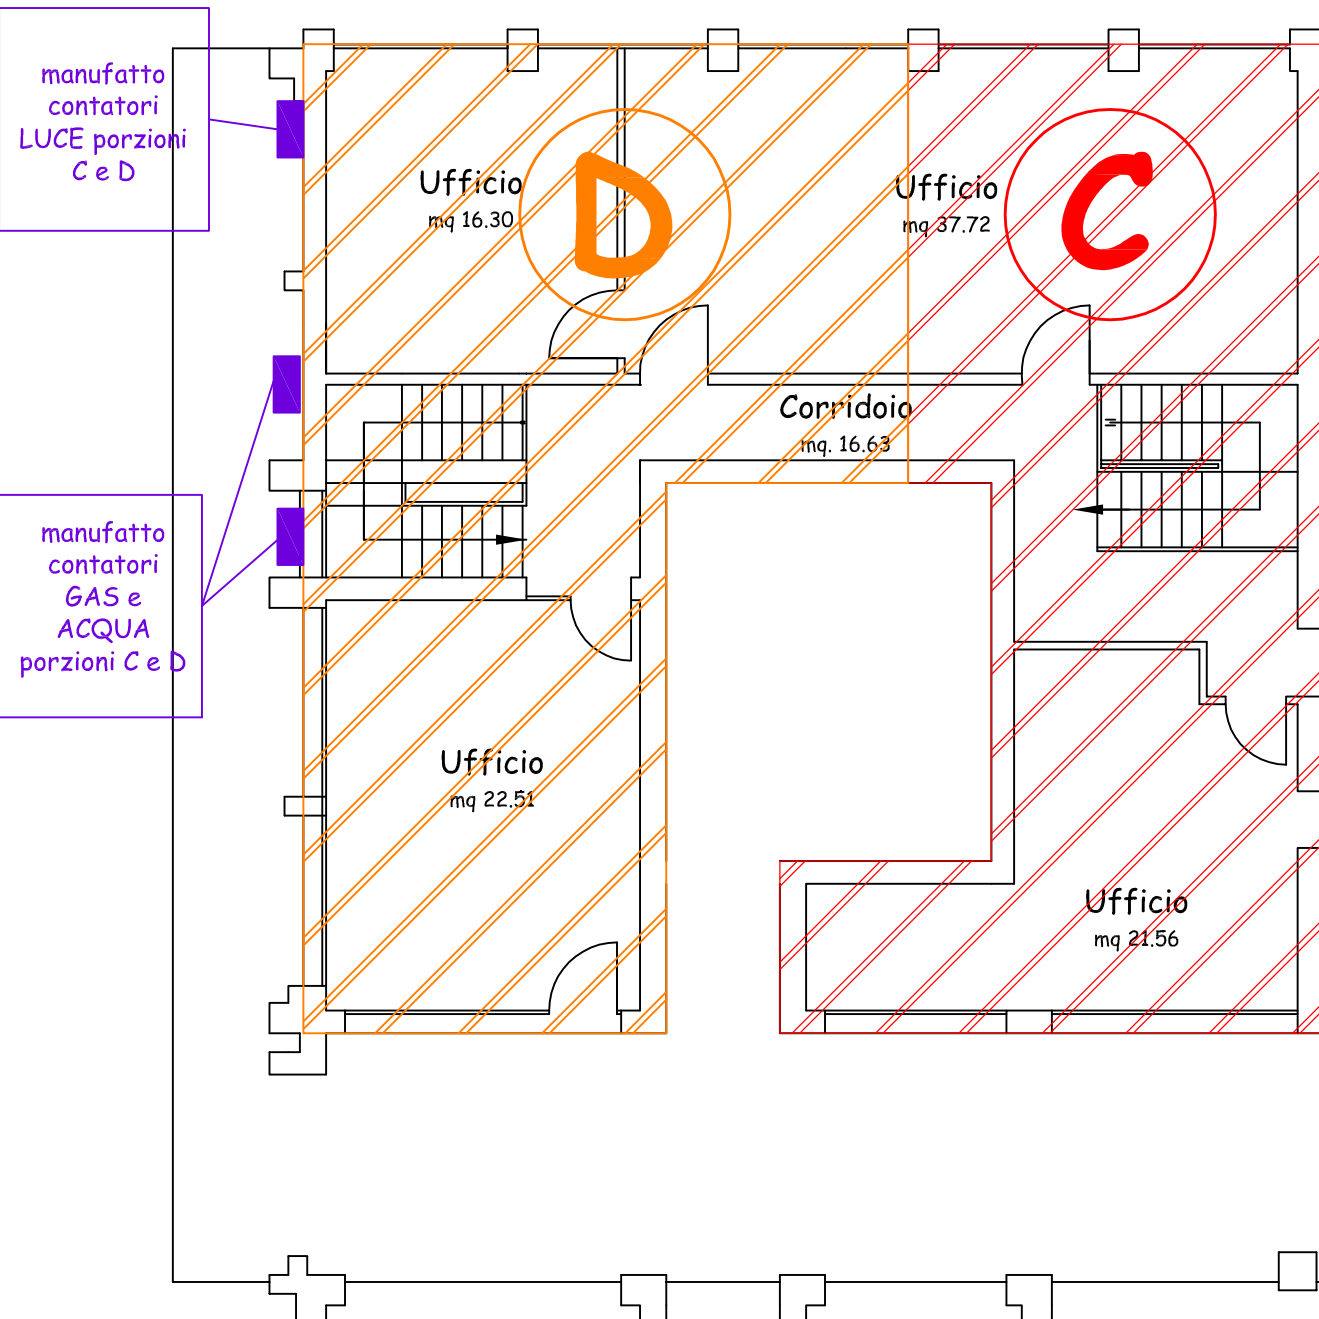 manufatto
contatori
LUCE porzioni
C e D
Ufficio
mq 16.30
D
Ufficio
mq 37.72
C
Corridoio
mq. 16.63
manufatto
contatori
GAS e
ACQUA
porzioni C e D
Ufficio
mq 22.51
Ufficio
mq 21.56